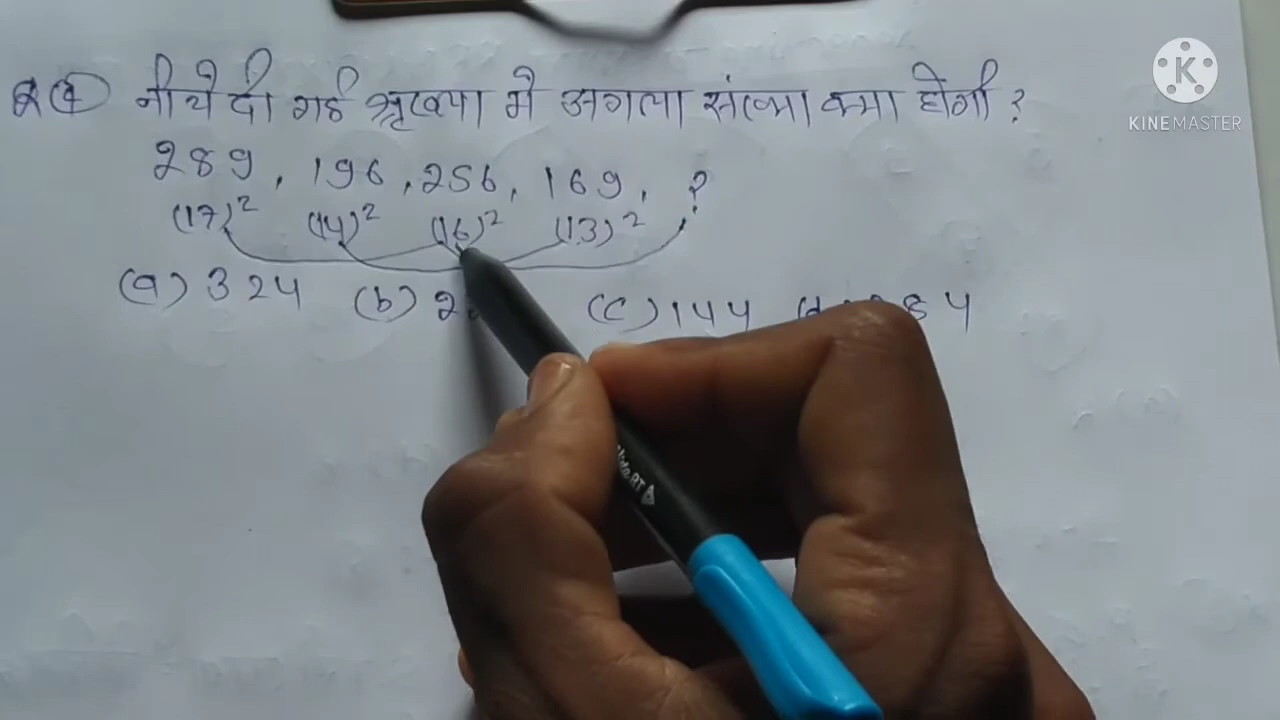 नीचे दी गई श्रृंखला में अगला संख्या क्या होगी ?
289, 196, 256, 169, ?
(17)² (14)² (16)² (13)²
(a) 324 (b) (c) 144
KINEMASTER